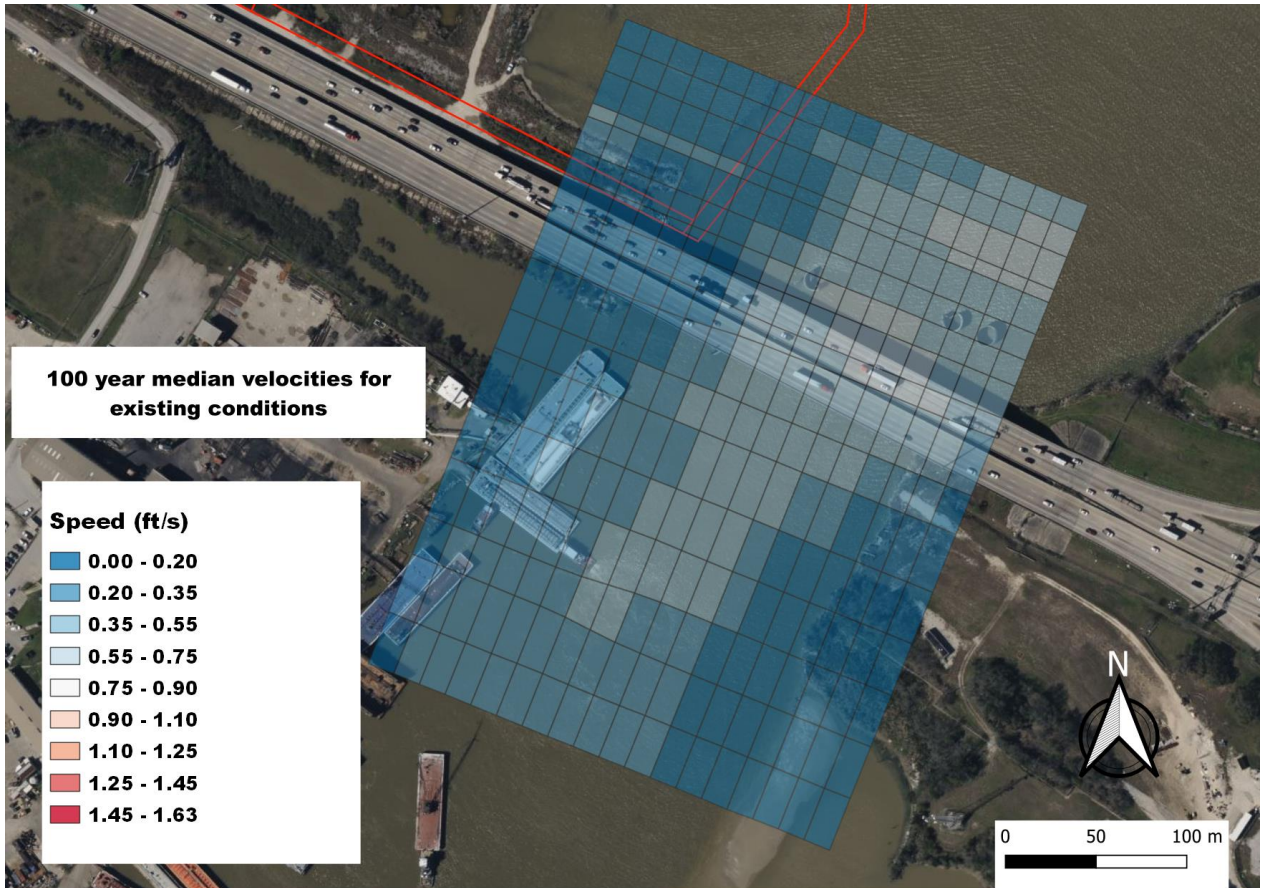 100 year median velocities for
existing conditions
Speed (ft/s)
0.00 - 0.20
0.20 - 0.35
0.35 - 0.55
0.55 - 0.75
0.75 - 0.90
0.90 - 1.10
1.10 - 1.25
1.25 - 1.45
1.45 - 1.63
N
0 50 100 m